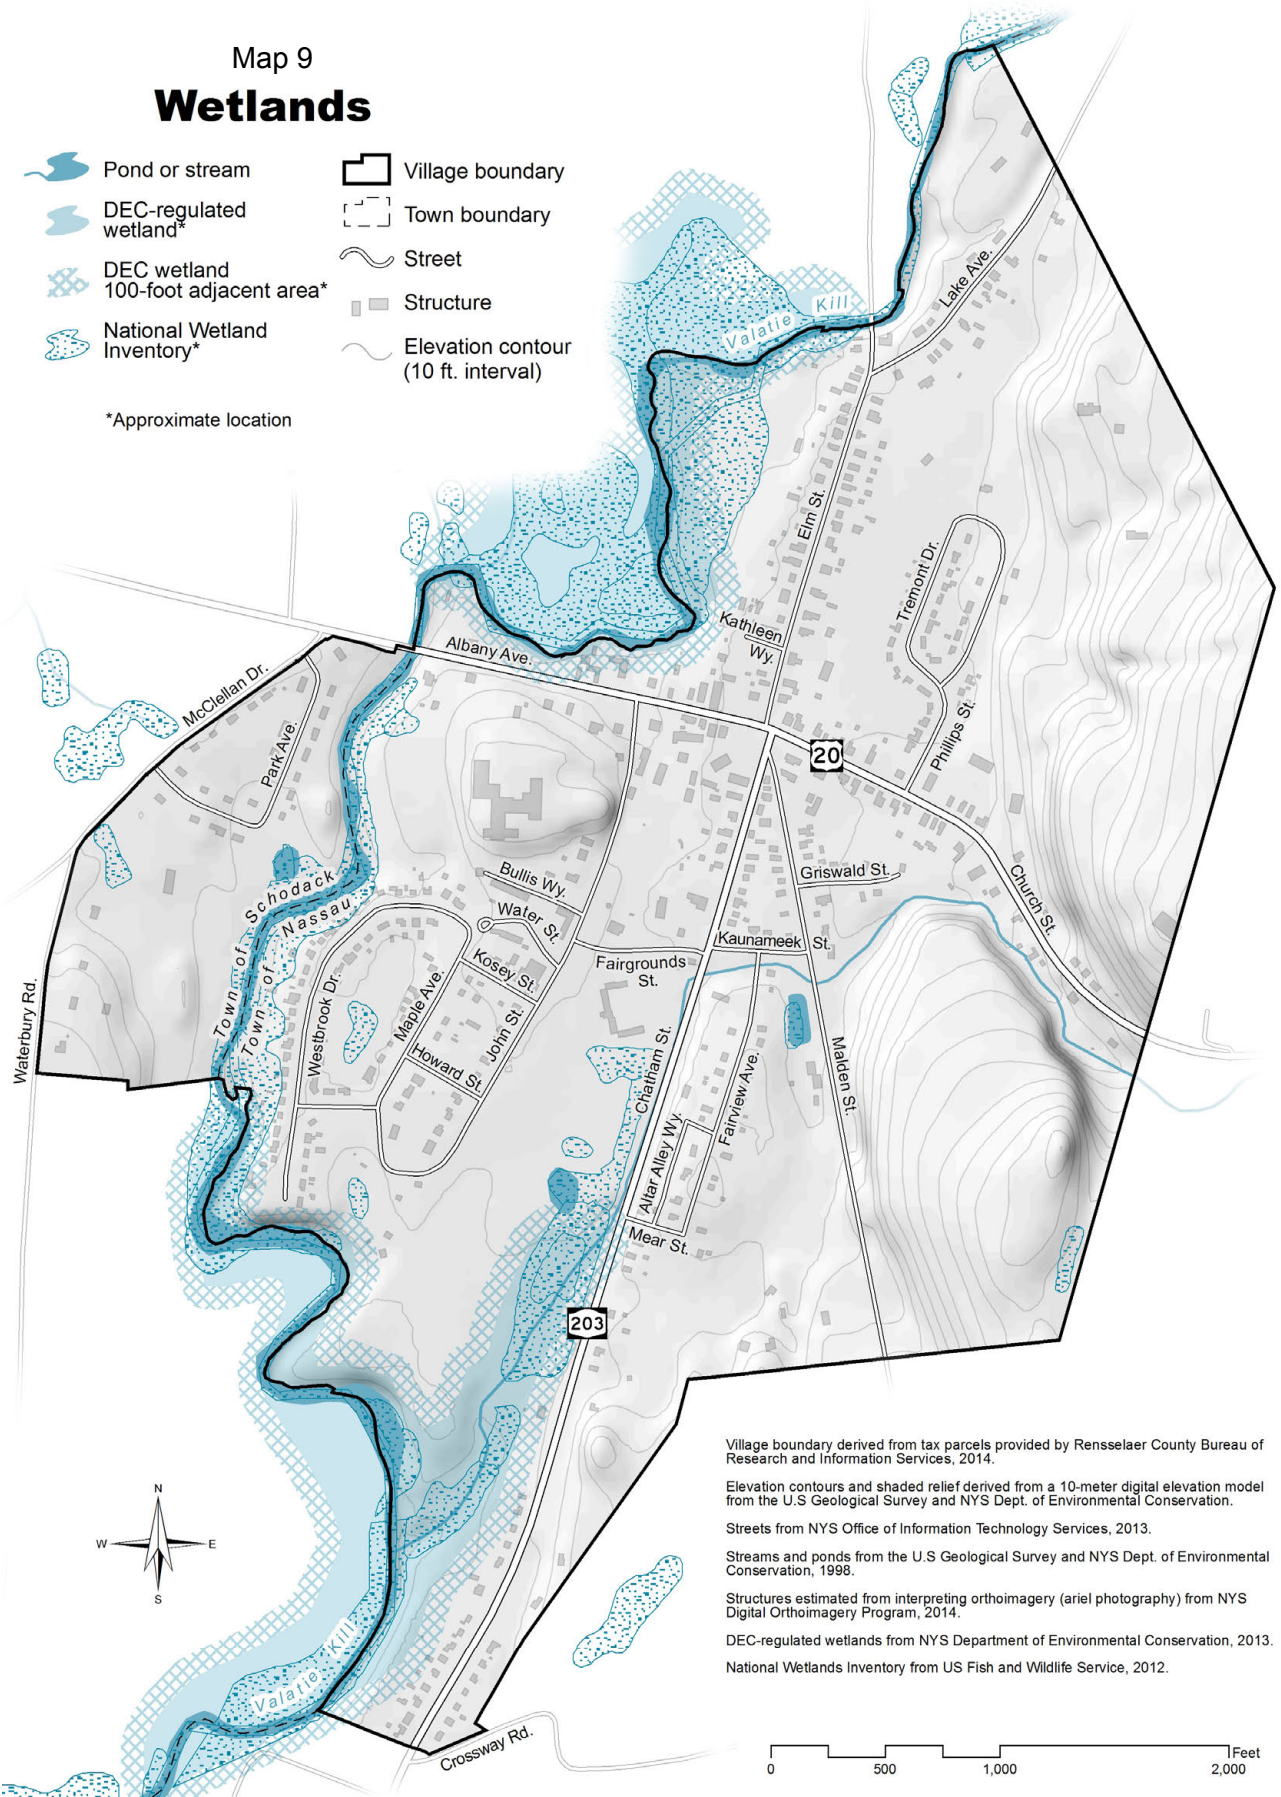 Map 9
Wetlands
Pond or stream
DEC-regulated
wetland*
DEC wetland
100-foot adjacent area*
National Wetland
Inventory*
*Approximate location
Village boundary
Town boundary
Street
Structure
Elevation contour
(10 ft. interval)
Valatie Kill
Lake Ave.
Elm St.
Tremont Dr.
Kathleen
Wy.
Albany Ave.
McClellan Dr.
Park Ave.
Phillips St.
20
Bullis Wy.
Griswald St.
Church St.
Town of Schodack
Town of Nassau
Water St.
Kaunameek St.
Fairgrounds
St.
Kosey St.
Westbrook Dr.
Maple Ave.
John St.
Howard St.
Waterbury Rd.
Chatham St.
Malden St.
Fairview Ave.
Altar Alley Wy.
Mear St.
203
Village boundary derived from tax parcels provided by Rensselaer County Bureau of
Research and Information Services, 2014.
Elevation contours and shaded relief derived from a 10-meter digital elevation model
from the U.S Geological Survey and NYS Dept. of Environmental Conservation.
Streets from NYS Office of Information Technology Services, 2013.
Streams and ponds from the U.S Geological Survey and NYS Dept. of Environmental
Conservation, 1998.
Structures estimated from interpreting orthoimagery (ariel photography) from NYS
Digital Orthoimagery Program, 2014.
DEC-regulated wetlands from NYS Department of Environmental Conservation, 2013.
National Wetlands Inventory from US Fish and Wildlife Service, 2012.
N
W E
S
Valatie Kill
Crossway Rd.
Feet
0 500 1,000 2,000